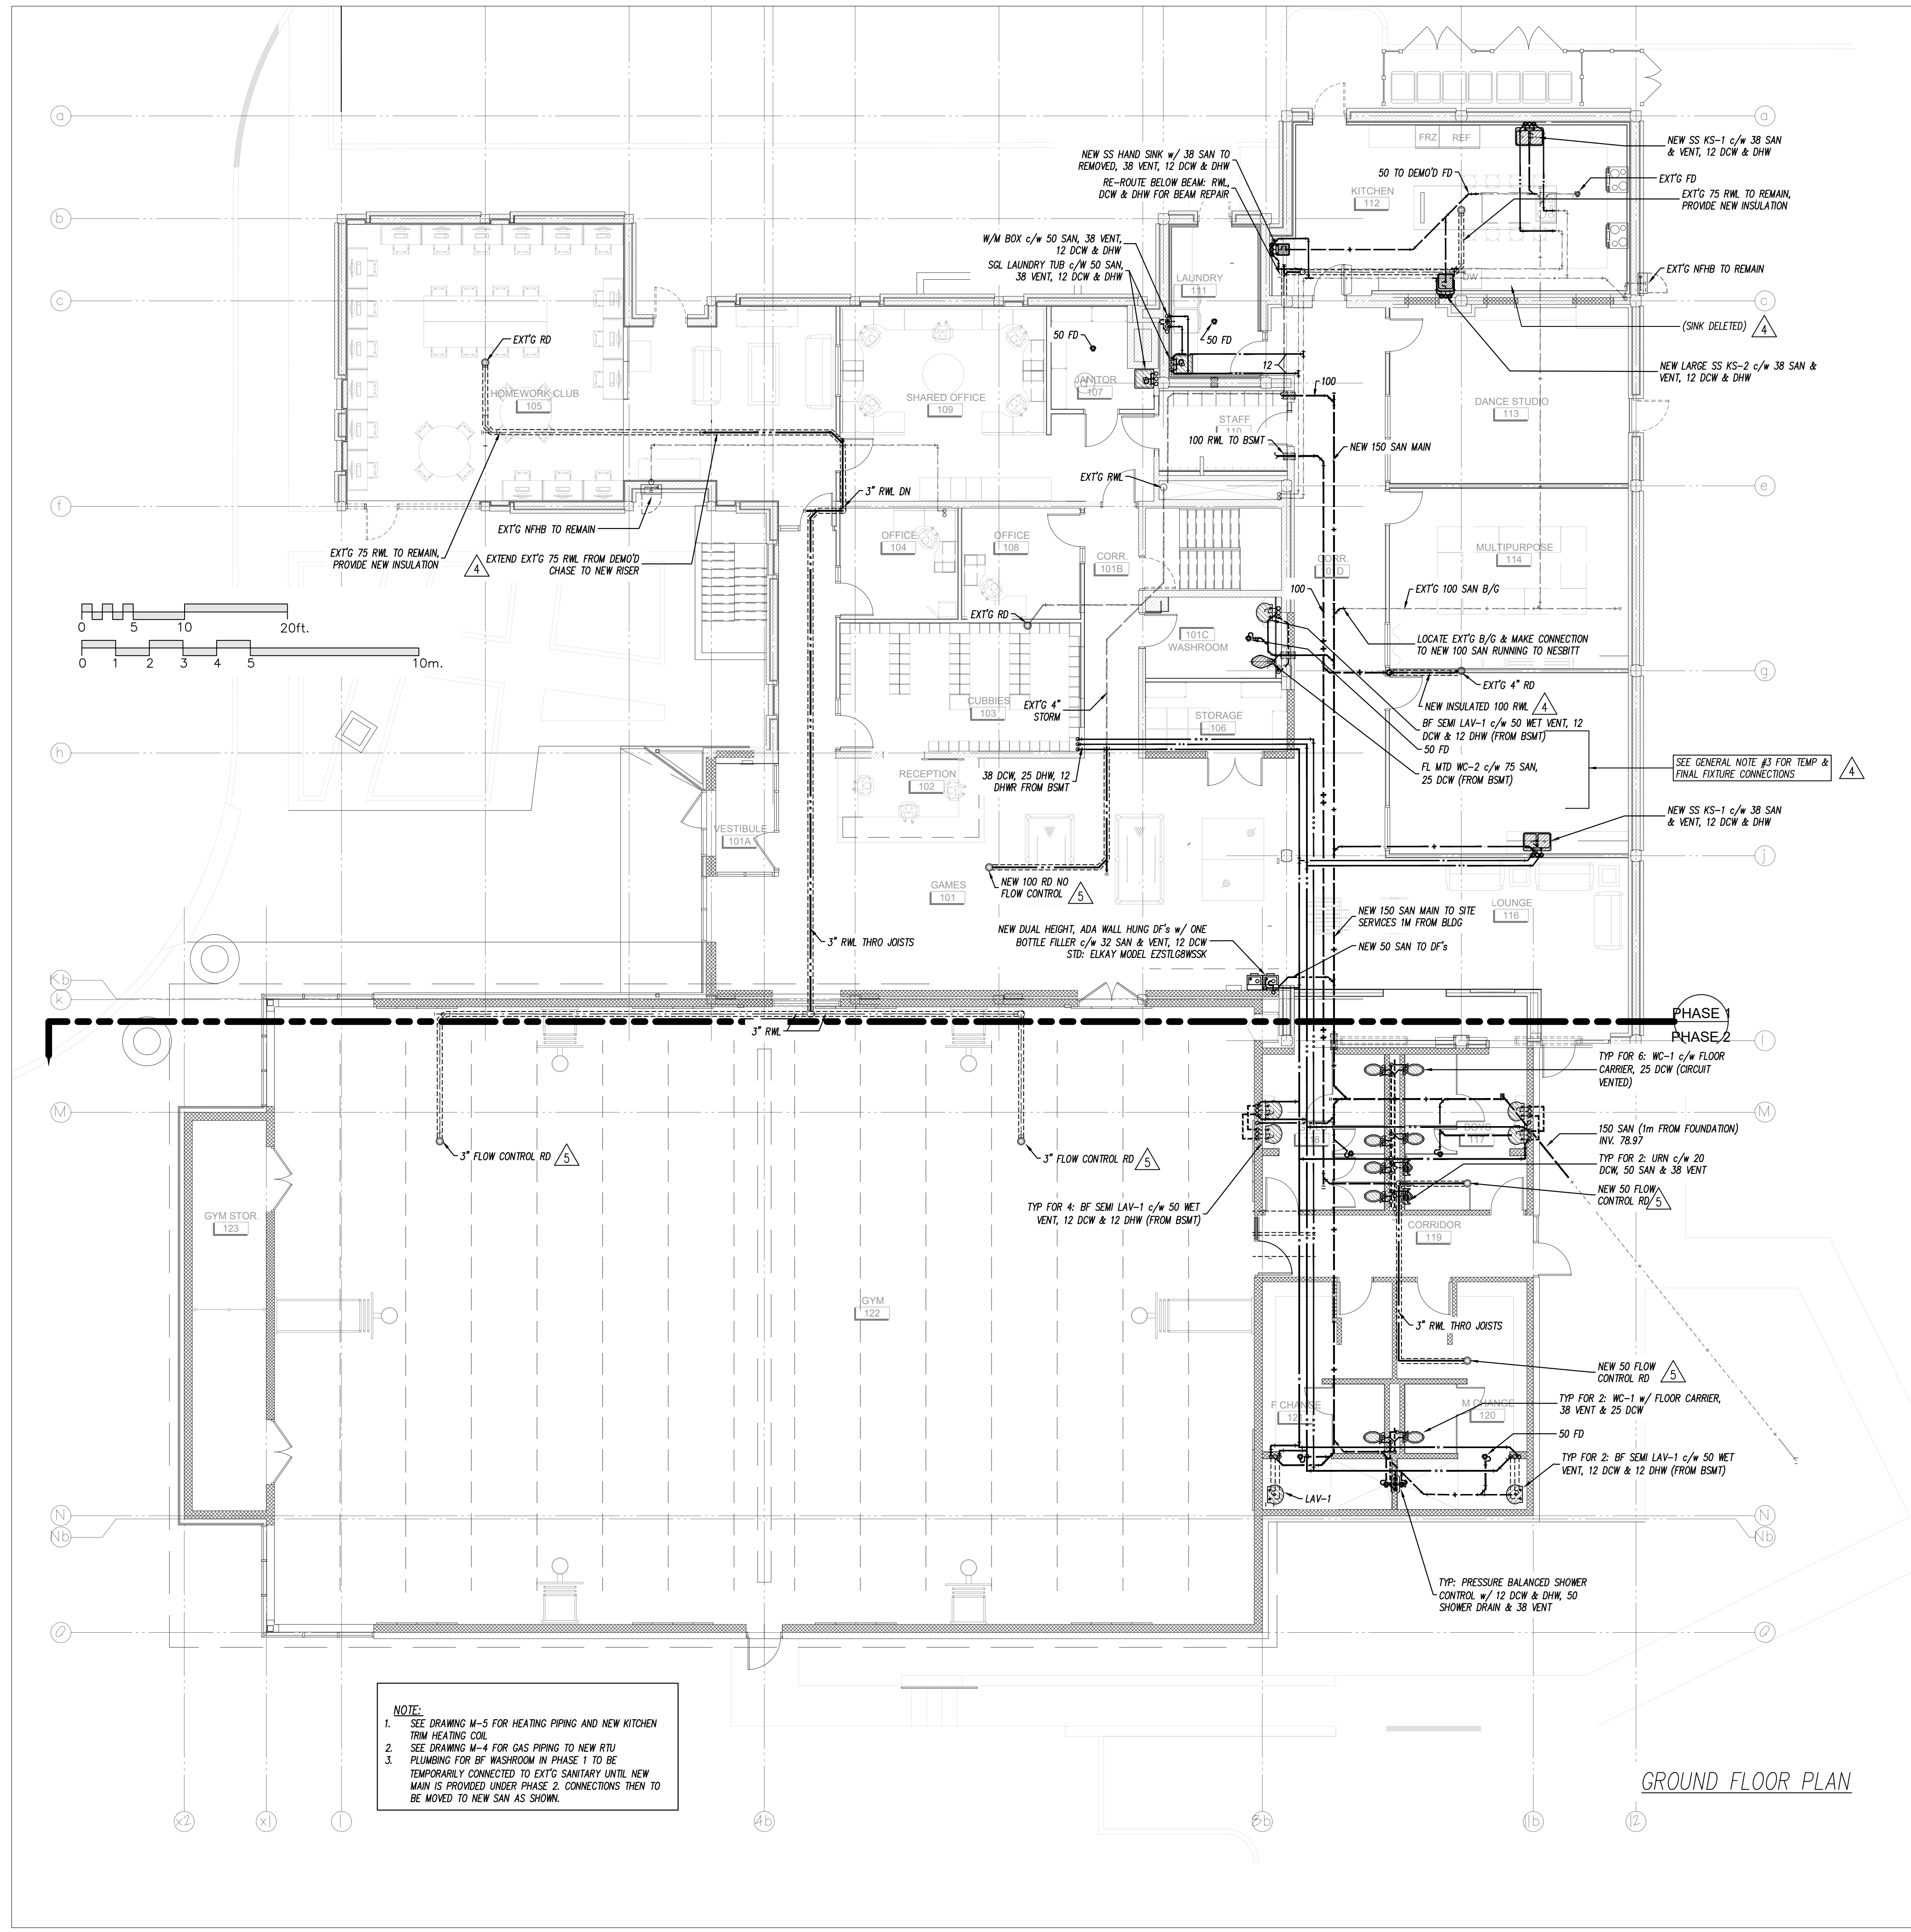 a
a
FRZ
REF
NEW SS KS-1 c/w 38 SAN
& VENT, 12 DCW & DHW
NEW SS HAND SINK w/ 38 SAN TO
REMOVED, 38 VENT, 12 DCW & DHW
RE-ROUTE BELOW BEAM: RWL,
DCW & DHW FOR BEAM REPAIR
50 TO DEMO'D FD
EXT'G FD
KITCHEN
112
EXT'G 75 RWL TO REMAIN,
PROVIDE NEW INSULATION
b
b
W/M BOX c/w 50 SAN, 38 VENT,
12 DCW & DHW
SGL LAUNDRY TUB c/W 50 SAN,
38 VENT, 12 DCW & DHW
LAUNDRY
111
DW
EXT'G NFHB TO REMAIN
c
c
(SINK DELETED)
4
EXT'G RD
50 FD
50 FD
12
NEW LARGE SS KS-2 c/w 38 SAN &
VENT, 12 DCW & DHW
HOMEWORK CLUB
105
SHARED OFFICE
109
JANITOR
107
100
DANCE STUDIO
113
STAFF
110
100 RWL TO BSMT
NEW 150 SAN MAIN
EXT'G RWL
e
f
3" RWL DN
EXT'G NFHB TO REMAIN
EXT'G 75 RWL TO REMAIN,
PROVIDE NEW INSULATION
4
EXTEND EXT'G 75 RWL FROM DEMO'D
CHASE TO NEW RISER
OFFICE
104
OFFICE
108
CORR.
101B
CORR.
101D
MULTIPURPOSE
114
100
EXT'G 100 SAN B/G
0
5
10
20ft.
0
1
2
3
4
5
10m.
EXT'G RD
101C
WASHROOM
LOCATE EXT'G B/G & MAKE CONNECTION
TO NEW 100 SAN RUNNING TO NESBITT
g
EXT'G 4" RD
NEW INSULATED 100 RWL
4
CUBBIES
103
EXT'G 4"
STORM
STORAGE
106
BF SEMI LAV-1 c/w 50 WET VENT, 12
DCW & 12 DHW (FROM BSMT)
50 FD
FL MTD WC-2 c/w 75 SAN,
25 DCW (FROM BSMT)
h
SEE GENERAL NOTE #3 FOR TEMP &
FINAL FIXTURE CONNECTIONS
4
38 DCW, 25 DHW, 12
DHWR FROM BSMT
RECEPTION
102
NEW SS KS-1 c/w 38 SAN
& VENT, 12 DCW & DHW
VESTIBULE
101A
j
NEW 100 RD NO
FLOW CONTROL
5
GAMES
101
LOUNGE
116
NEW 150 SAN MAIN TO SITE
SERVICES 1M FROM BLDG
NEW DUAL HEIGHT, ADA WALL HUNG DF's w/ ONE
BOTTLE FILLER c/w 32 SAN & VENT, 12 DCW
STD: ELKAY MODEL EZSTLG8WSSK
3" RWL THRO JOISTS
NEW 50 SAN TO DF's
Kb
k
3" RWL
PHASE 1
PHASE 2
l
TYP FOR 6: WC-1 c/w FLOOR
CARRIER, 25 DCW (CIRCUIT
VENTED)
M
M
118
BOYS
117
150 SAN (1m FROM FOUNDATION)
INV. 78.97
3" FLOW CONTROL RD
5
3" FLOW CONTROL RD
5
TYP FOR 2: URN c/w 20
DCW, 50 SAN & 38 VENT
NEW 50 FLOW
CONTROL RD
5
TYP FOR 4: BF SEMI LAV-1 c/w 50 WET
VENT, 12 DCW & 12 DHW (FROM BSMT)
GYM STOR.
123
CORRIDOR
119
GYM
122
3" RWL THRO JOISTS
NEW 50 FLOW
CONTROL RD
5
F CHANGE
121
M CHANGE
120
TYP FOR 2: WC-1 w/ FLOOR CARRIER,
38 VENT & 25 DCW
50 FD
TYP FOR 2: BF SEMI LAV-1 c/w 50 WET
VENT, 12 DCW & 12 DHW (FROM BSMT)
LAV-1
N
N
Nb
Nb
TYP: PRESSURE BALANCED SHOWER
CONTROL w/ 12 DCW & DHW, 50
SHOWER DRAIN & 38 VENT
O
O
NOTE:
1. SEE DRAWING M-5 FOR HEATING PIPING AND NEW KITCHEN
TRIM HEATING COIL
2. SEE DRAWING M-4 FOR GAS PIPING TO NEW RTU
3. PLUMBING FOR BF WASHROOM IN PHASE 1 TO BE
TEMPORARILY CONNECTED TO EXT'G SANITARY UNTIL NEW
MAIN IS PROVIDED UNDER PHASE 2. CONNECTIONS THEN TO
BE MOVED TO NEW SAN AS SHOWN.
GROUND FLOOR PLAN
x2
x1
1
4b
11b
12